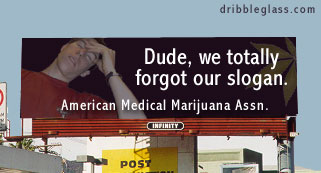 dribbleglass.com
Dude, we totally
forgot our slogan.
American Medical Marijuana Assn.
INFINITY
POST